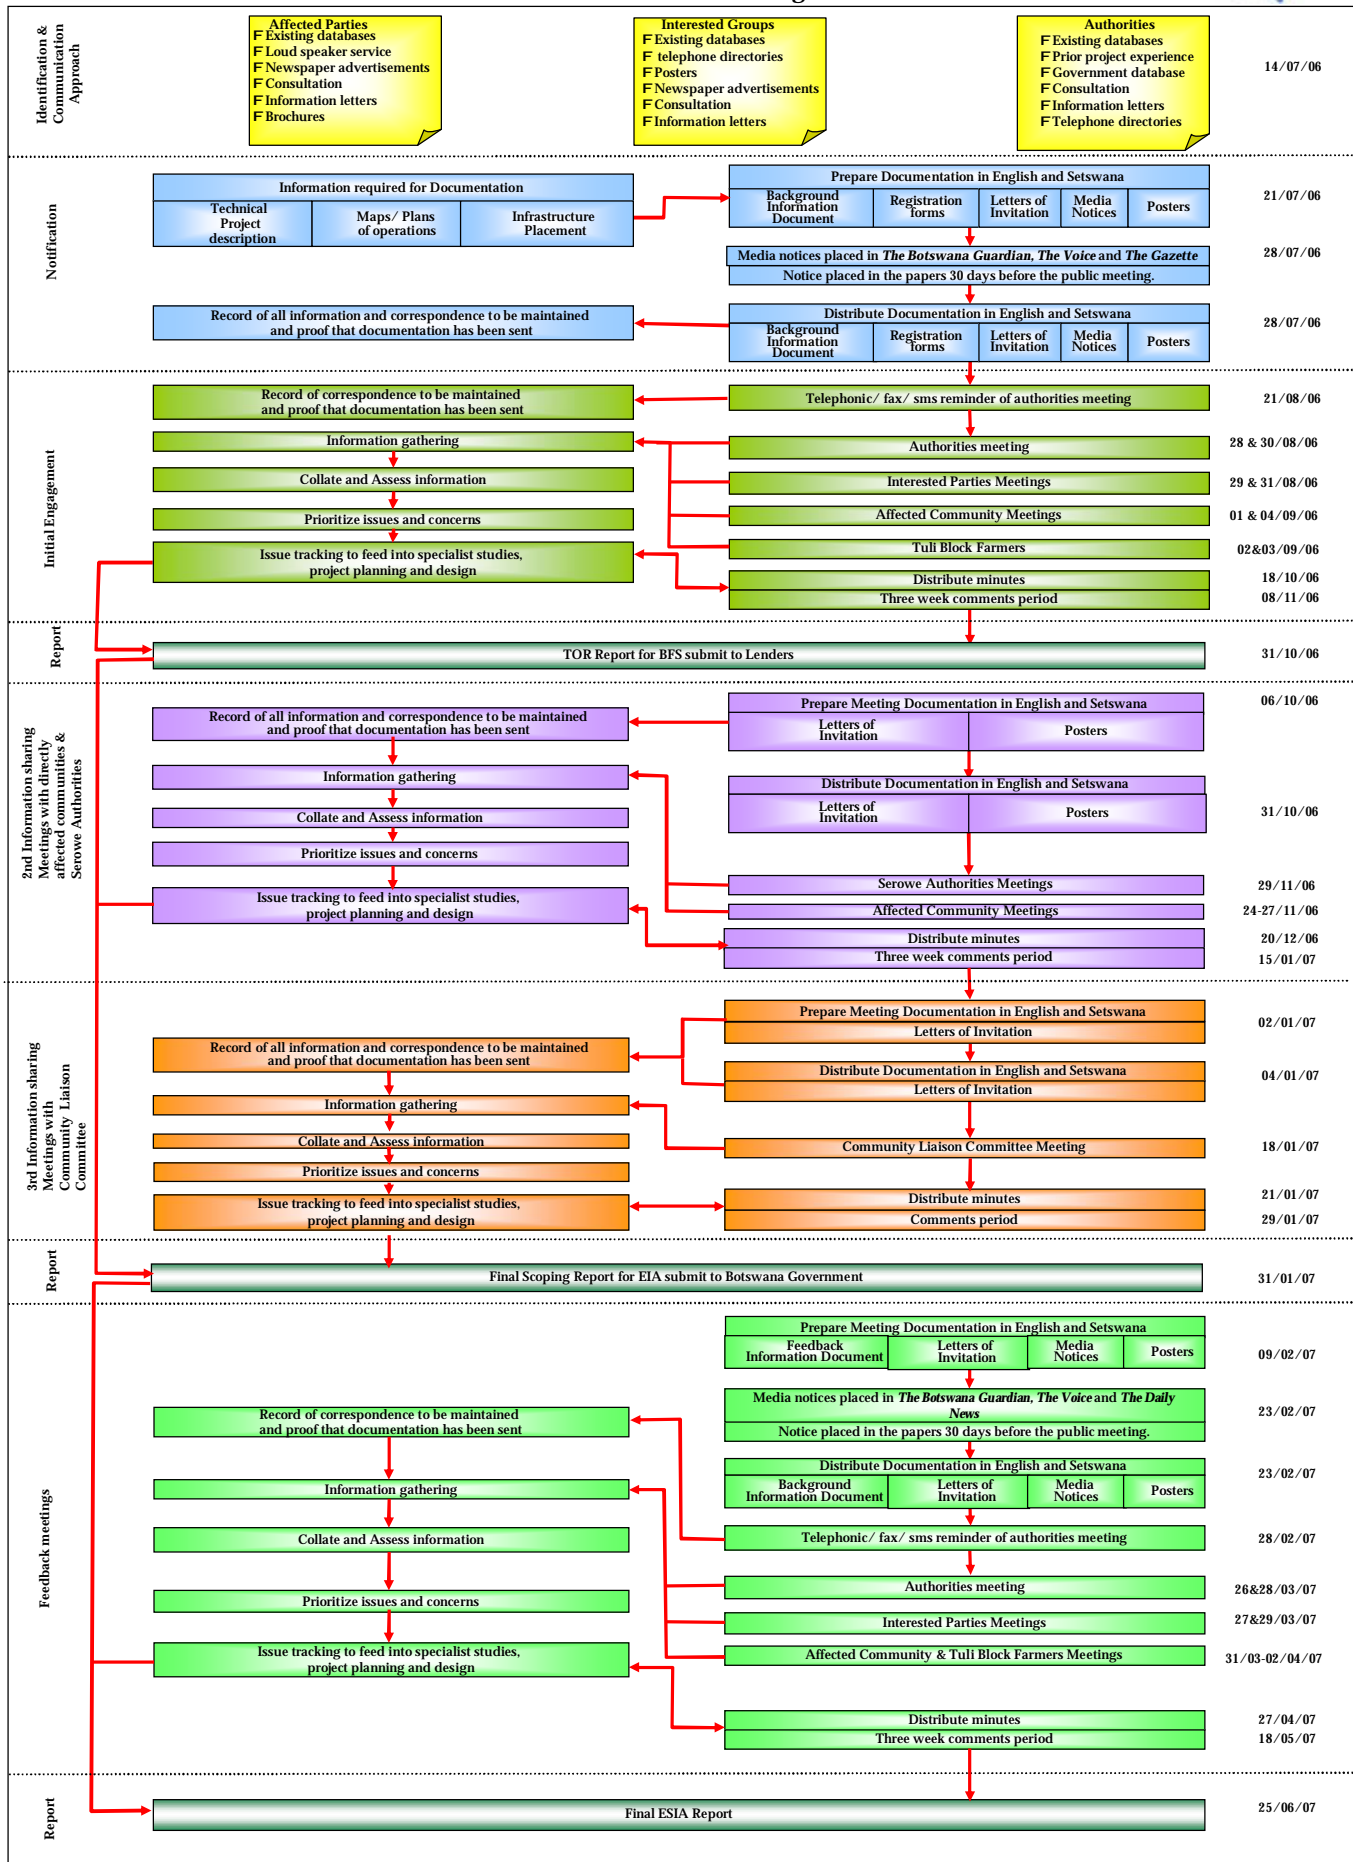 Identification &
Communication
Approach
Affected Parties
F Existing databases
F Loud speaker service
F Newspaper advertisements
F Consultation
F Information letters
F Brochures
Interested Groups
F Existing databases
F telephone directories
F Posters
F Newspaper advertisements
F Consultation
F Information letters
Authorities
F Existing databases
F Prior project experience
F Government database
F Consultation
F Information letters
F Telephone directories
14/07/06
Notification
Information required for Documentation
Technical
Project
description
Maps/ Plans
of operations
Infrastructure
Placement
Prepare Documentation in English and Setswana
Background
Information
Document
Registration
forms
Letters of
Invitation
Media
Notices
Posters
21/07/06
Media notices placed in The Botswana Guardian, The Voice and The Gazette
Notice placed in the papers 30 days before the public meeting.
28/07/06
Record of all information and correspondence to be maintained
and proof that documentation has been sent
Distribute Documentation in English and Setswana
Background
Information
Document
Registration
forms
Letters of
Invitation
Media
Notices
Posters
28/07/06
Initial Engagement
Record of correspondence to be maintained
and proof that documentation has been sent
Telephonic/ fax/ sms reminder of authorities meeting
21/08/06
Information gathering
Authorities meeting
28 & 30/08/06
Collate and Assess information
Interested Parties Meetings
29 & 31/08/06
Prioritize issues and concerns
Affected Community Meetings
01 & 04/09/06
Issue tracking to feed into specialist studies,
project planning and design
Tuli Block Farmers
02&03/09/06
Distribute minutes
18/10/06
Three week comments period
08/11/06
Report
TOR Report for BFS submit to Lenders
31/10/06
2nd Information sharing
Meetings with directly
affected communities &
Serowe Authorities
Record of all information and correspondence to be maintained
and proof that documentation has been sent
Prepare Meeting Documentation in English and Setswana
Letters of
Invitation
Posters
06/10/06
Information gathering
Distribute Documentation in English and Setswana
Letters of
Invitation
Posters
31/10/06
Collate and Assess information
Prioritize issues and concerns
Serowe Authorities Meetings
29/11/06
Issue tracking to feed into specialist studies,
project planning and design
Affected Community Meetings
24-27/11/06
Distribute minutes
20/12/06
Three week comments period
15/01/07
3rd Information sharing
Meetings with
Community Liaison
Committee
Prepare Meeting Documentation in English and Setswana
Letters of Invitation
02/01/07
Record of all information and correspondence to be maintained
and proof that documentation has been sent
Distribute Documentation in English and Setswana
Letters of Invitation
04/01/07
Information gathering
Collate and Assess information
Community Liaison Committee Meeting
18/01/07
Prioritize issues and concerns
Issue tracking to feed into specialist studies,
project planning and design
Distribute minutes
21/01/07
Comments period
29/01/07
Report
Final Scoping Report for EIA submit to Botswana Government
31/01/07
Feedback meetings
Prepare Meeting Documentation in English and Setswana
Feedback
Information Document
Letters of
Invitation
Media
Notices
Posters
09/02/07
Media notices placed in The Botswana Guardian, The Voice and The Daily
News
Notice placed in the papers 30 days before the public meeting.
23/02/07
Record of correspondence to be maintained
and proof that documentation has been sent
Distribute Documentation in English and Setswana
Background
Information Document
Letters of
Invitation
Media
Notices
Posters
23/02/07
Information gathering
Telephonic/ fax/ sms reminder of authorities meeting
28/02/07
Collate and Assess information
Authorities meeting
26&28/03/07
Prioritize issues and concerns
Interested Parties Meetings
27&29/03/07
Issue tracking to feed into specialist studies,
project planning and design
Affected Community & Tuli Block Farmers Meetings
31/03-02/04/07
Distribute minutes
27/04/07
Three week comments period
18/05/07
Report
Final ESIA Report
25/06/07